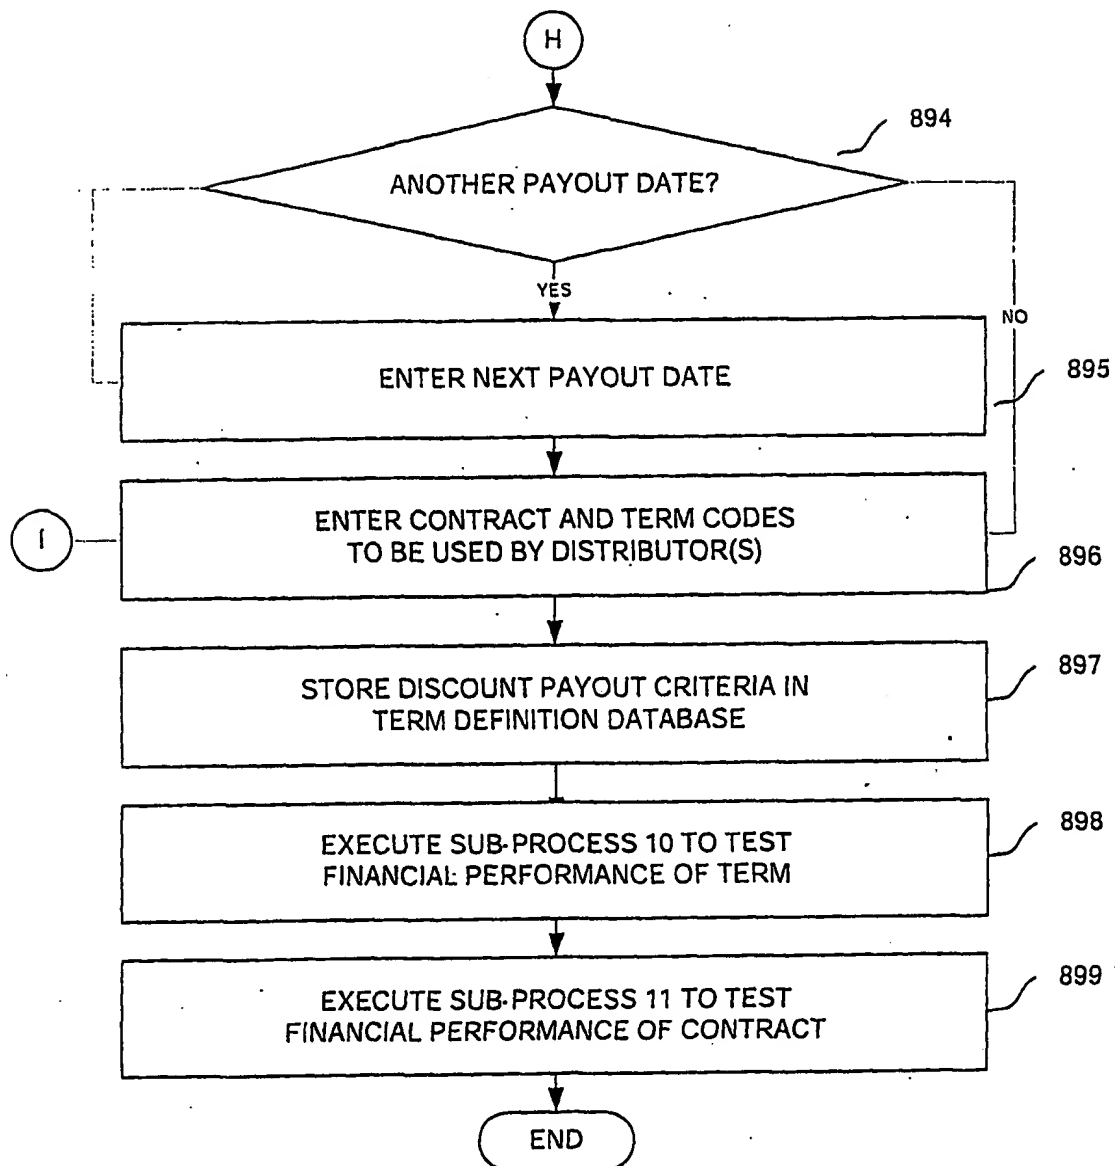 H
894
ANOTHER PAYOUT DATE?
YES
NO
ENTER NEXT PAYOUT DATE
895
I
ENTER CONTRACT AND TERM CODES
TO BE USED BY DISTRIBUTOR(S)
896
STORE DISCOUNT PAYOUT CRITERIA IN
TERM DEFINITION DATABASE
897
EXECUTE SUB-PROCESS 10 TO TEST
FINANCIAL PERFORMANCE OF TERM
898
EXECUTE SUB-PROCESS 11 TO TEST
FINANCIAL PERFORMANCE OF CONTRACT
899
END